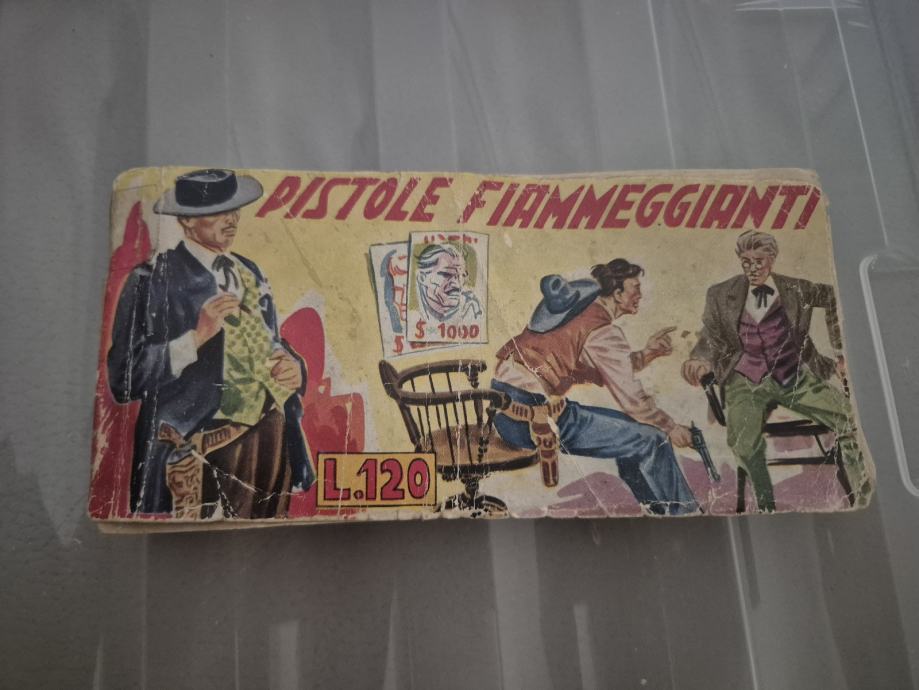 PISTOLE FIAMMEGGIANTI
$ 1000
$
L.120